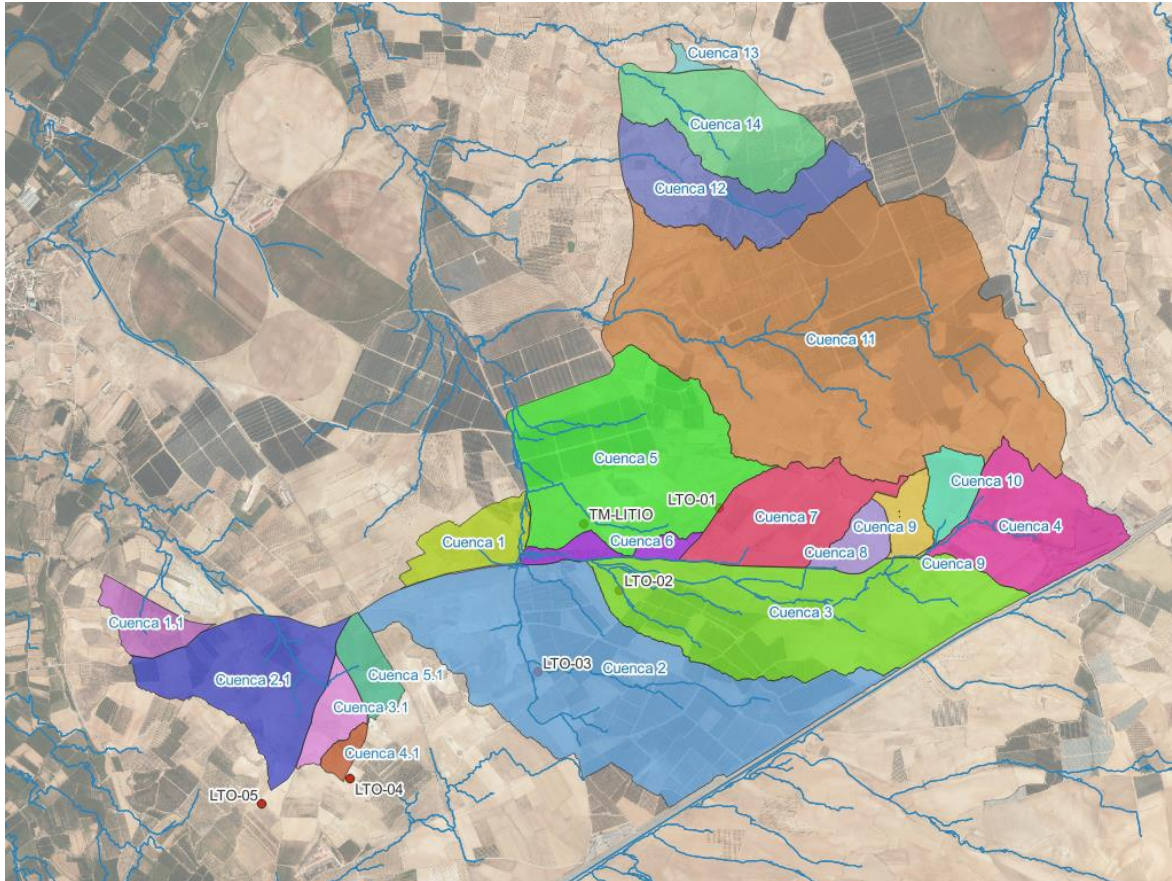 Cuenca 13
Cuenca 14
Cuenca 12
Cuenca 11
Cuenca 5
Cuenca 10
LTO-01
TM-LITIO
Cuenca 7
Cuenca 9
Cuenca 4
Cuenca 1
Cuenca 6
Cuenca 8
Cuenca 9
LTO-02
Cuenca 3
Cuenca 1.1
LTO-03
Cuenca 2
Cuenca 2.1
Cuenca 5.1
Cuenca 3.1
Cuenca 4.1
LTO-04
LTO-05